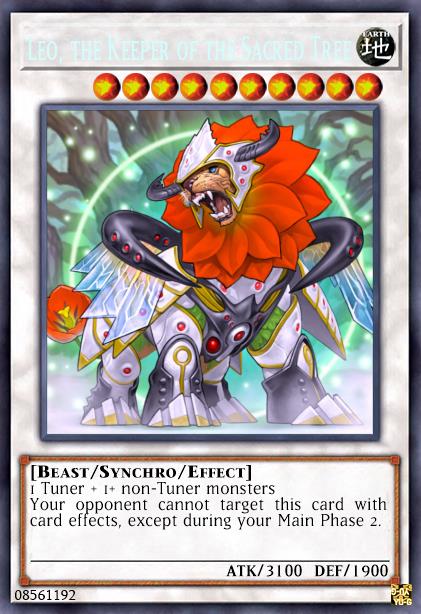 Leo, the Keeper of the Sacred Tree
EARTH
地
[Beast/Synchro/Effect]
1 Tuner + 1+ non-Tuner monsters
Your opponent cannot target this card with
card effects, except during your Main Phase 2.
ATK/3100 DEF/1900
08561192